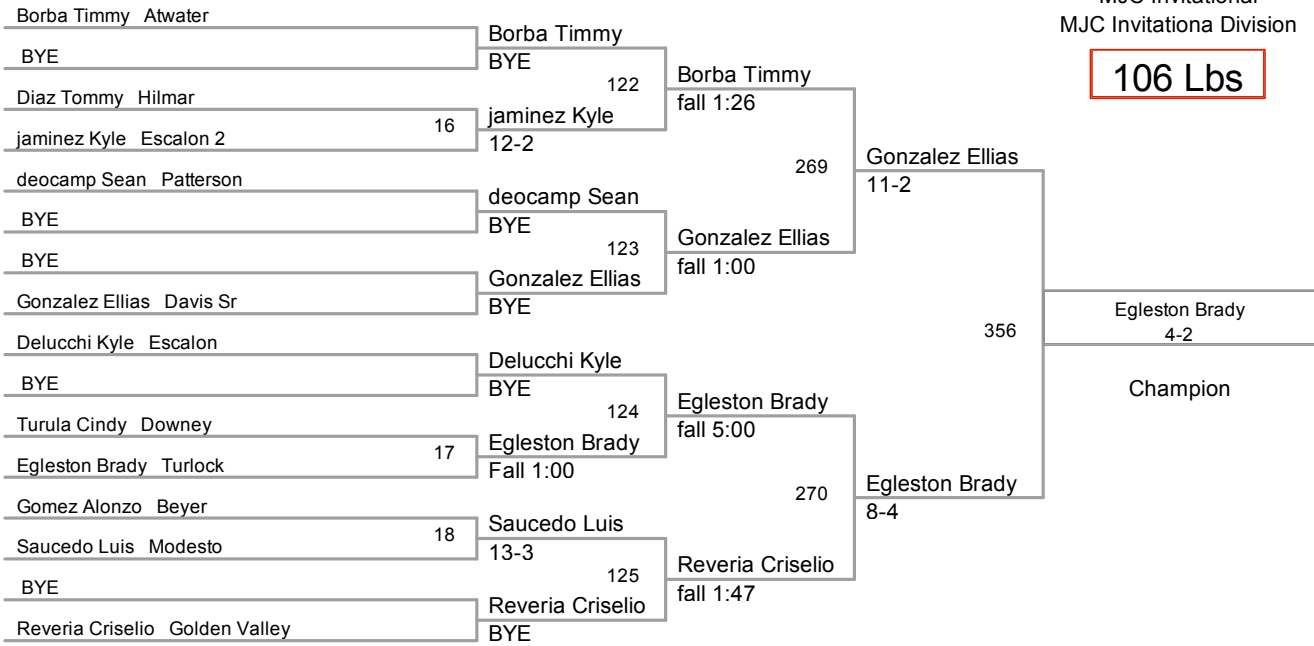 MJC Invitational
MJC Invitationa Division
106 Lbs
Borba Timmy Atwater
BYE
Diaz Tommy Hilmar
16
jaminez Kyle Escalon 2
deocamp Sean Patterson
BYE
BYE
Gonzalez Ellias Davis Sr
Delucchi Kyle Escalon
BYE
Turula Cindy Downey
17
Egleston Brady Turlock
Gomez Alonzo Beyer
18
Saucedo Luis Modesto
BYE
Reveria Criselio Golden Valley
Borba Timmy
BYE
122
jaminez Kyle
12-2
deocamp Sean
BYE
123
Gonzalez Ellias
BYE
Delucchi Kyle
BYE
124
Egleston Brady
Fall 1:00
Saucedo Luis
13-3
125
Reveria Criselio
BYE
Borba Timmy
fall 1:26
269
Gonzalez Ellias
fall 1:00
Egleston Brady
fall 5:00
270
Reveria Criselio
fall 1:47
Gonzalez Ellias
11-2
356
Egleston Brady
8-4
Egleston Brady
4-2
Champion